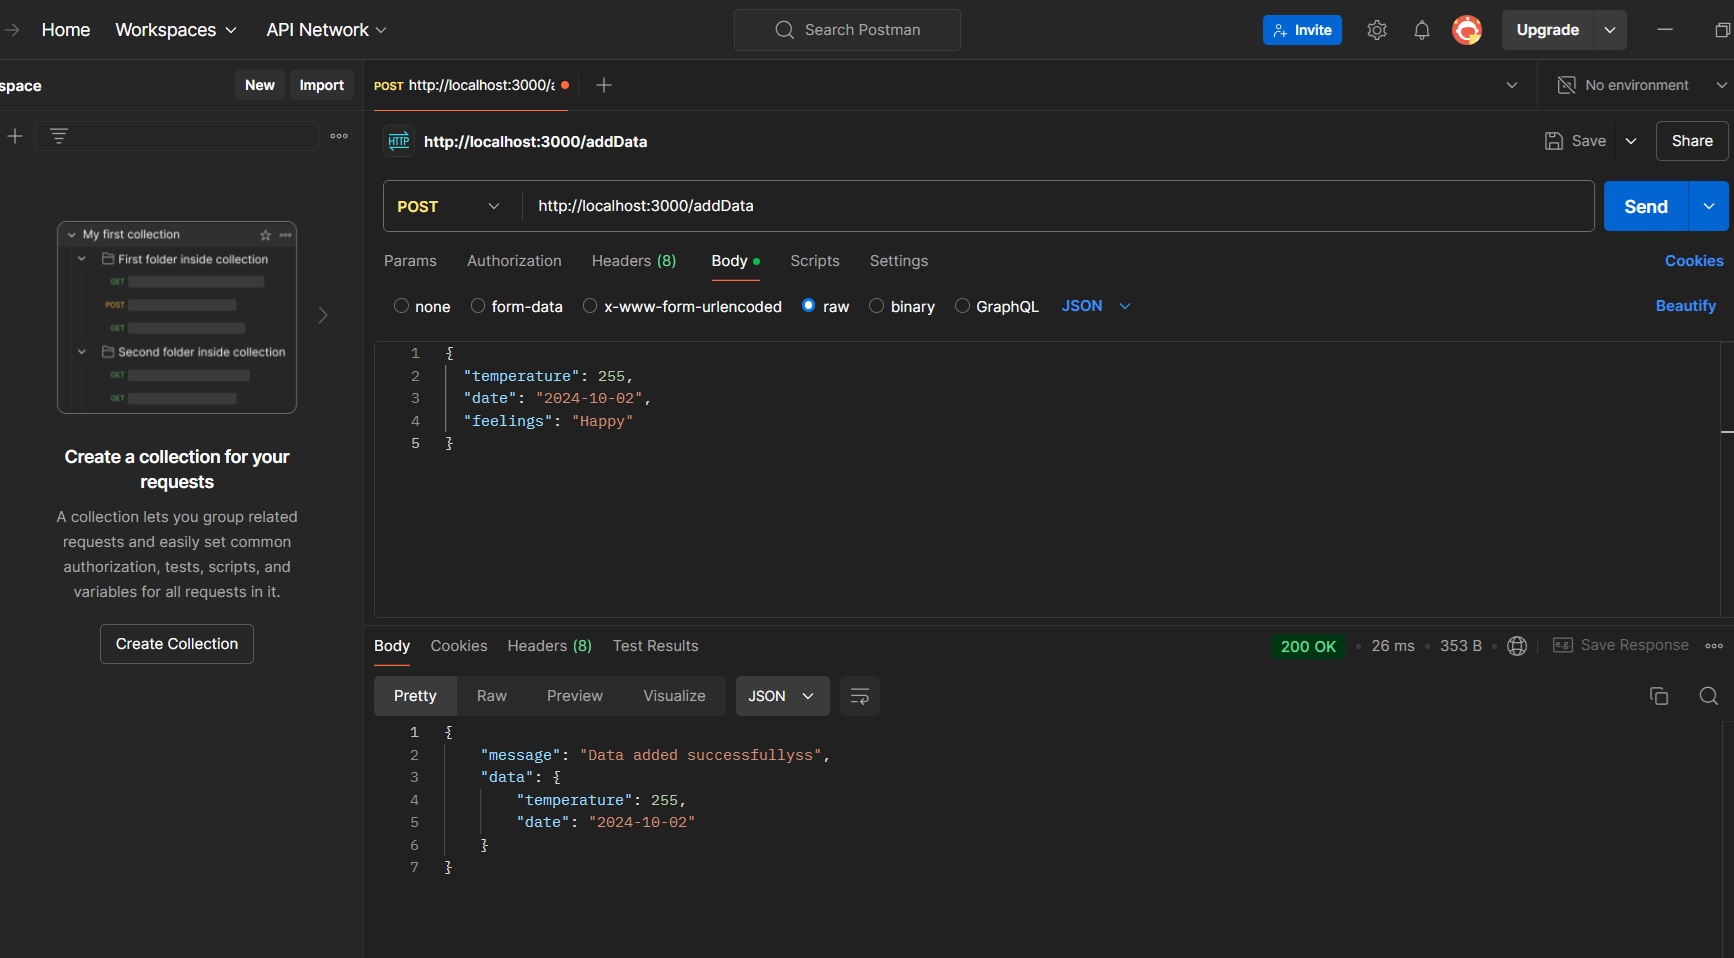 Home Workspaces API Network Search Postman Invite Upgrade
space New Import POST http://localhost:3000/a No environment
HTTP http://localhost:3000/addData Save Share
POST http://localhost:3000/addData Send
Params Authorization Headers (8) Body Scripts Settings Cookies
none form-data x-www-form-urlencoded raw binary GraphQL JSON Beautify
1 {
2 "temperature": 255,
3 "date": "2024-10-02",
4 "feelings": "Happy"
5 }
My first collection
First folder inside collection
GET
POST
GET
Second folder inside collection
GET
GET
Create a collection for your
requests
A collection lets you group related
requests and easily set common
authorization, tests, scripts, and
variables for all requests in it.
Create Collection
Body Cookies Headers (8) Test Results 200 OK 26 ms 353 B e.g. Save Response
Pretty Raw Preview Visualize JSON
1 {
2 "message": "Data added successfullyss",
3 "data": {
4 "temperature": 255,
5 "date": "2024-10-02"
6 }
7 }